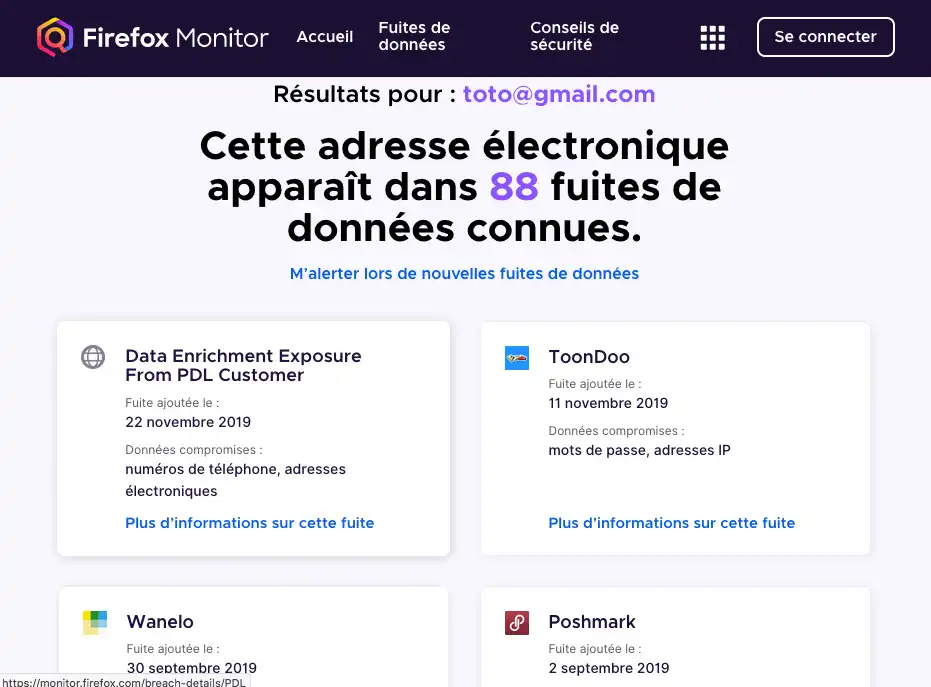 Firefox Monitor
Accueil
Fuites de
données
Conseils de
sécurité
Se connecter
Résultats pour : toto@gmail.com
Cette adresse électronique
apparaît dans 88 fuites de
données connues.
M’alerter lors de nouvelles fuites de données
Data Enrichment Exposure
From PDL Customer
Fuite ajoutée le :
22 novembre 2019
Données compromises :
numéros de téléphone, adresses
électroniques
Plus d’informations sur cette fuite
ToonDoo
Fuite ajoutée le :
11 novembre 2019
Données compromises :
mots de passe, adresses IP
Plus d’informations sur cette fuite
Wanelo
Fuite ajoutée le :
30 septembre 2019
Poshmark
Fuite ajoutée le :
2 septembre 2019
https://monitor.firefox.com/breach-details/PDL